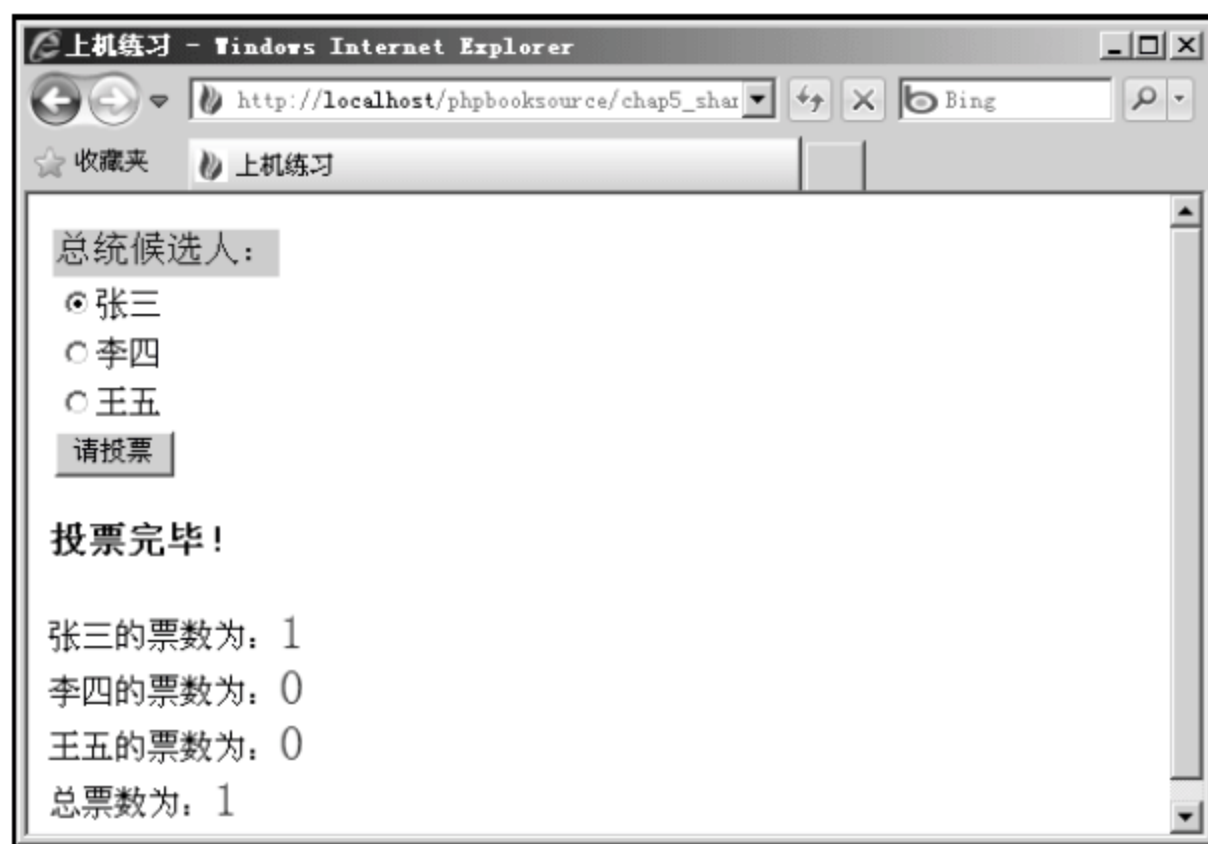 上机练习 - Windows Internet Explorer
http://localhost/phpbooksource/chap5_shar
Bing
收藏夹
上机练习
总统候选人：
张三
李四
王五
请投票
投票完毕！
张三的票数为：1
李四的票数为：0
王五的票数为：0
总票数为：1